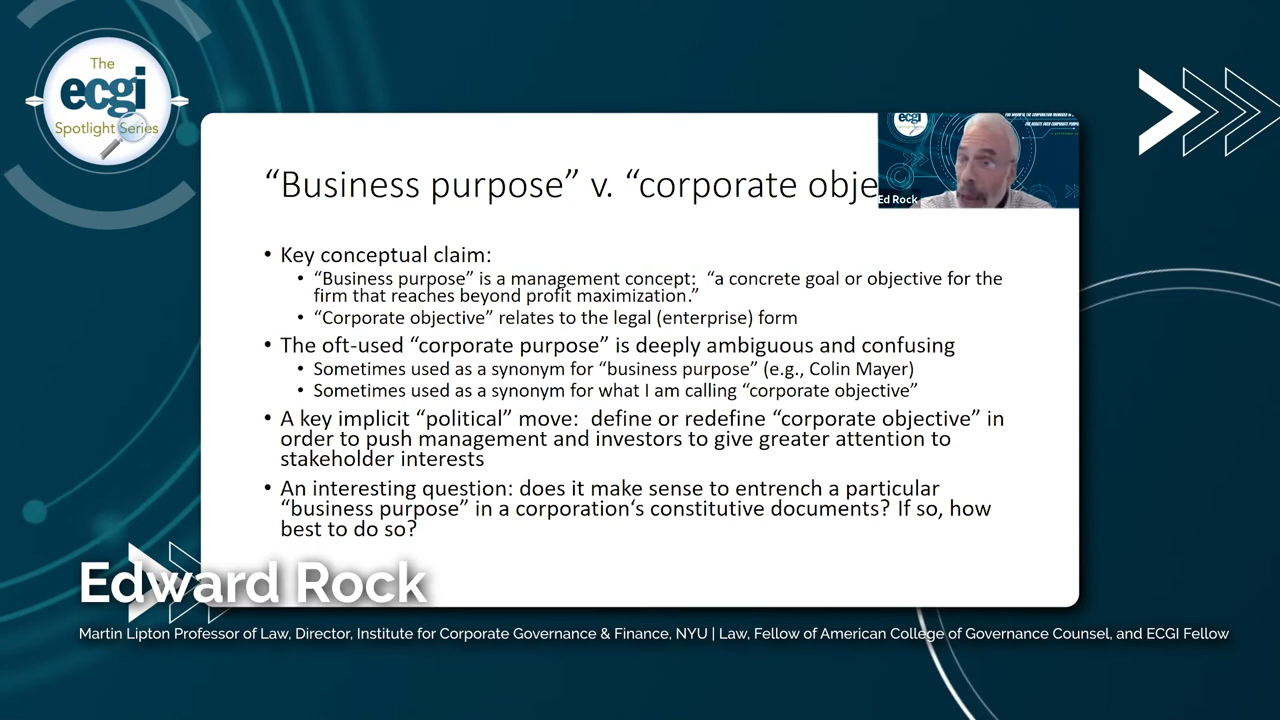 The
ecgi
Spotlight Series
“Business purpose” v. “corporate obje
ecgi
Ed Rock
• Key conceptual claim:
• “Business purpose” is a management concept: “a concrete goal or objective for the
firm that reaches beyond profit maximization.”
• “Corporate objective” relates to the legal (enterprise) form
• The oft-used “corporate purpose” is deeply ambiguous and confusing
• Sometimes used as a synonym for “business purpose” (e.g., Colin Mayer)
• Sometimes used as a synonym for what I am calling “corporate objective”
• A key implicit “political” move: define or redefine “corporate objective” in
order to push management and investors to give greater attention to
stakeholder interests
• An interesting question: does it make sense to entrench a particular
“business purpose” in a corporation‘s constitutive documents? If so, how
best to do so?
Edward Rock
Martin Lipton Professor of Law, Director, Institute for Corporate Governance & Finance, NYU | Law, Fellow of American College of Governance Counsel, and ECGI Fellow